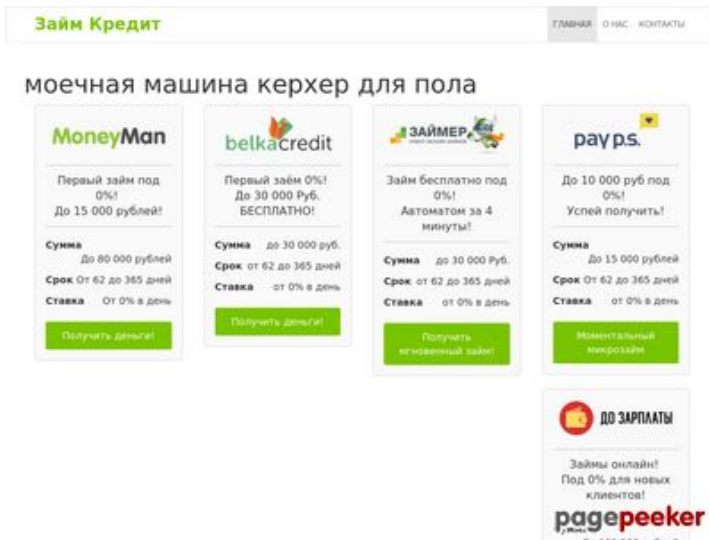 Займ Кредит
ГЛАВНАЯ О НАС КОНТАКТЫ
моечная машина керхер для пола
MoneyMan
Первый займ под
0%!
До 15 000 рублей!
Сумма
До 80 000 рублей
Срок От 62 до 365 дней
Ставка От 0% в день
Получить деньги!
belkacredit
Первый заём 0%!
До 30 000 Руб.
БЕСПЛАТНО!
Сумма до 30 000 руб.
Срок от 62 до 365 дней
Ставка от 0% в день
Получить деньги!
ЗАЙМЕР
Займ бесплатно под
0%!
Автоматом за 4
минуты!
Сумма до 30 000 Руб.
Срок от 62 до 365 дней
Ставка от 0% в день
Получить
мгновенный займ!
pay p.s.
До 10 000 руб под
0%!
Успей получить!
Сумма
До 15 000 рублей
Срок От 62 до 365 дней
Ставка От 0% в день
Моментальный
микрозайм
ДО ЗАРПЛАТЫ
Займы онлайн!
Под 0% для новых
клиентов!
pagepeeker